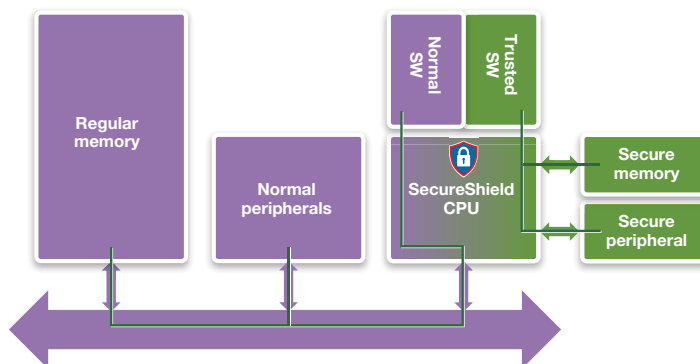 Regular
memory
Normal
peripherals
Normal
SW
Trusted
SW
SecureShield
CPU
Secure
memory
Secure
peripheral